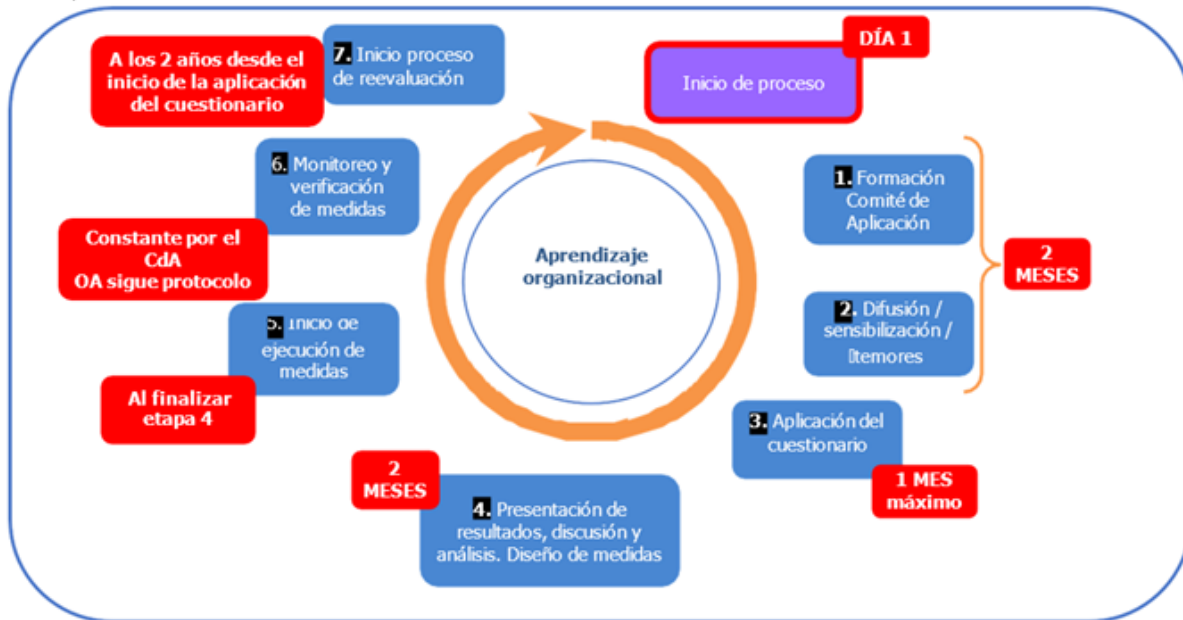 DÍA 1
Inicio de proceso
1. Formación
Comité de
Aplicación
2. Difusión /
sensibilización /
temores
2
MESES
3. Aplicación del
cuestionario
1 MES
máximo
4. Presentación de
resultados, discusión y
análisis. Diseño de medidas
2
MESES
5. Inicio de
ejecución de
medidas
Al finalizar
etapa 4
6. Monitoreo y
verificación
de medidas
Constante por el
CdA
OA sigue protocolo
7. Inicio proceso
de reevaluación
A los 2 años desde el
inicio de la aplicación
del cuestionario
Aprendizaje
organizacional